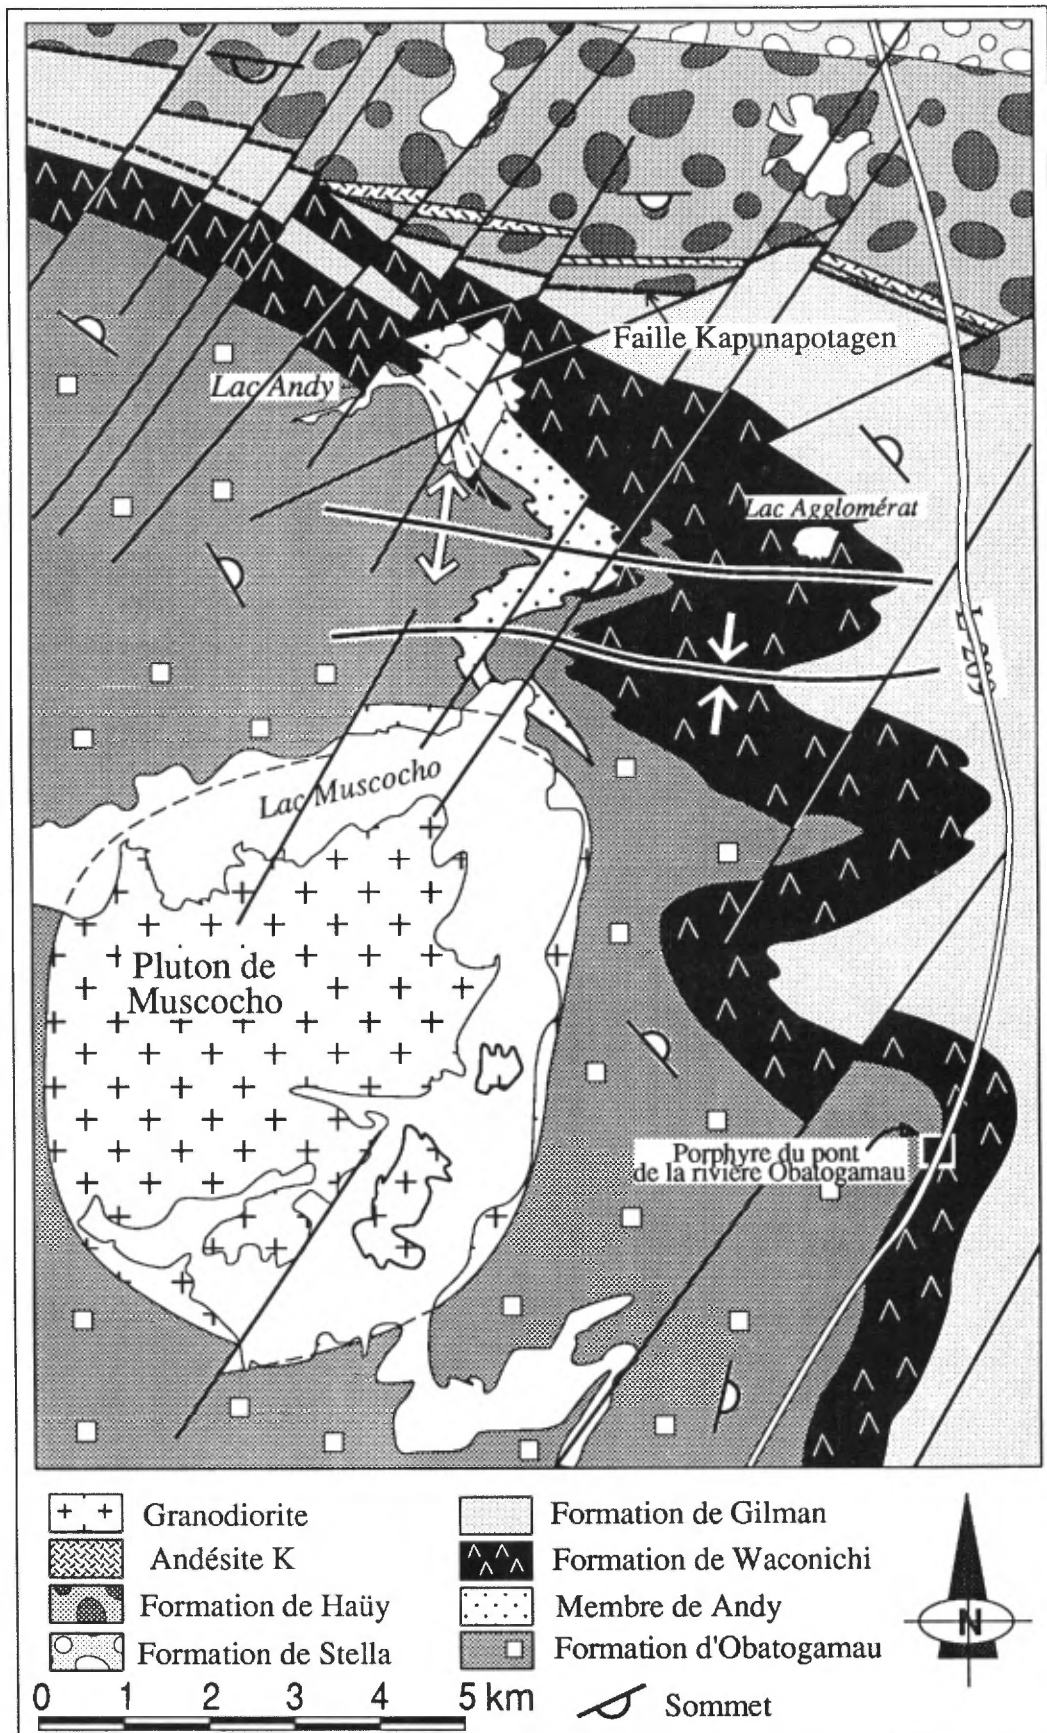 Faille Kapunapotagen
Lac Andy
Lac Agglomérat
Lac Muscocho
Pluton de
Muscocho
Porphyre du pont
de la rivière Obatogamau
Granodiorite
Andésite K
Formation de Haüy
Formation de Stella
Formation de Gilman
Formation de Waconichi
Membre de Andy
Formation d'Obatogamau
N
0 1 2 3 4 5 km
Sommet